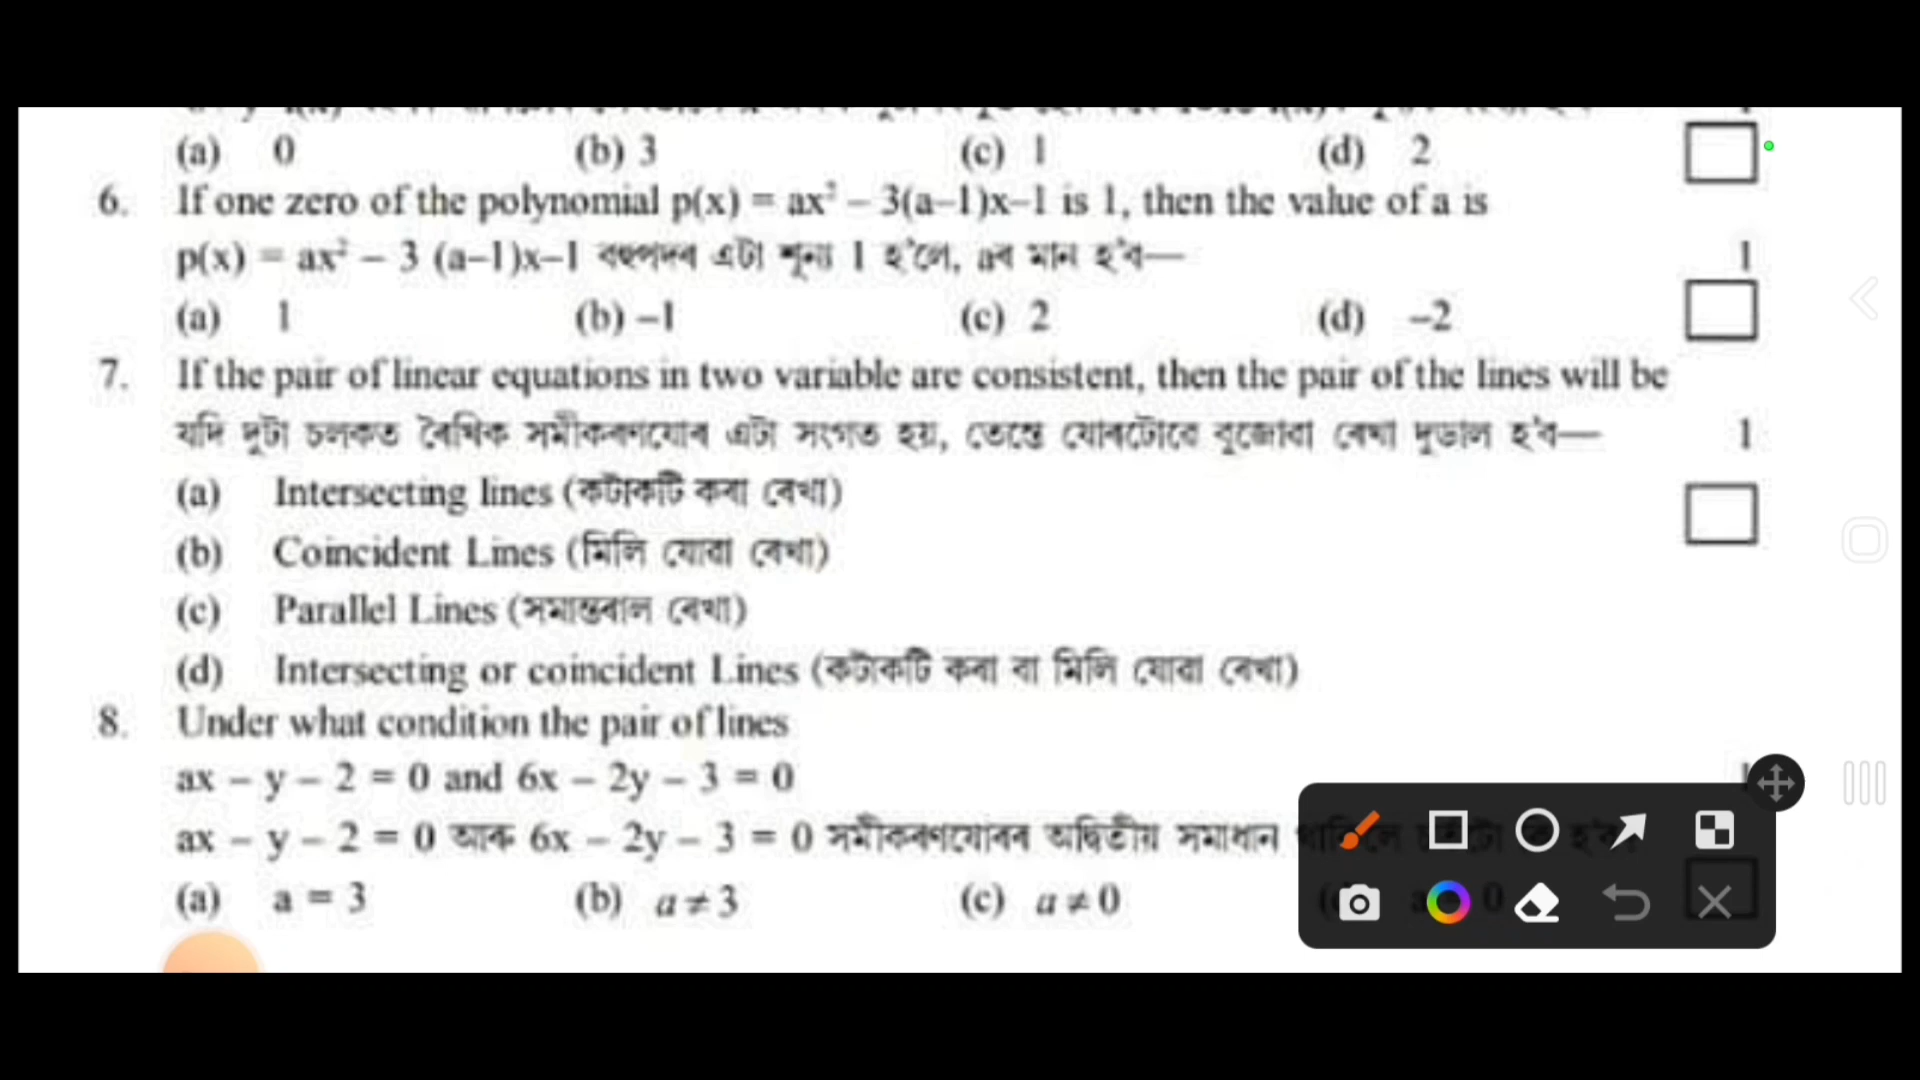 (a) 0 (b) 3 (c) 1 (d) 2
6. If one zero of the polynomial p(x) = ax² – 3(a–1)x–1 is 1, then the value of a is
p(x) = ax² – 3 (a–1)x–1 বহুপদৰ এটা শূন্য 1 হ'লে, aৰ মান হ'ব— 1
(a) 1 (b) –1 (c) 2 (d) –2
7. If the pair of linear equations in two variable are consistent, then the pair of the lines will be
যদি দুটা চলকত ৰৈখিক সমীকৰণযোৰ এটা সংগত হয়, তেন্তে যোৰটোৱে বুজোৱা ৰেখা দুডাল হ'ব— 1
(a) Intersecting lines (কটাকটি কৰা ৰেখা)
(b) Coincident Lines (মিলি যোৱা ৰেখা)
(c) Parallel Lines (সমান্তৰাল ৰেখা)
(d) Intersecting or coincident Lines (কটাকটি কৰা বা মিলি যোৱা ৰেখা)
8. Under what condition the pair of lines
ax – y – 2 = 0 and 6x – 2y – 3 = 0
ax – y – 2 = 0 আৰু 6x – 2y – 3 = 0 সমীকৰণযোৰৰ অদ্বিতীয় সমাধান
(a) a = 3 (b) a ≠ 3 (c) a ≠ 0